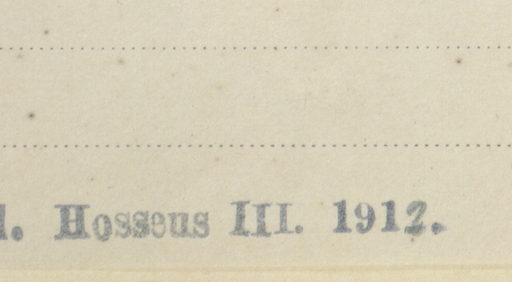 l. Hosseus III. 1912.